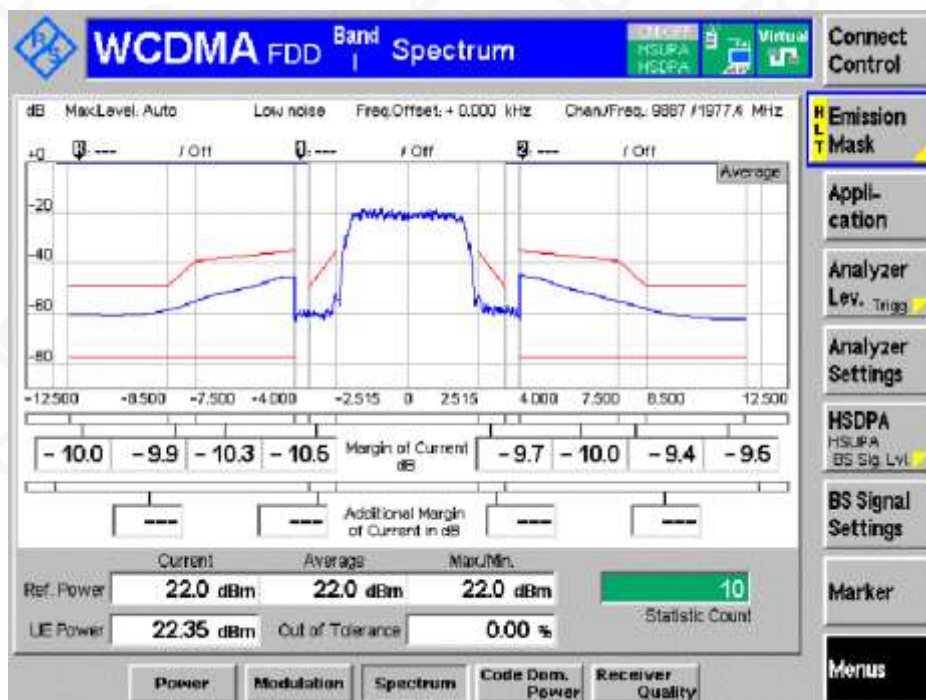 WCDMA FDD Band I Spectrum
HSUPA
HSDPA
Virtual
Connect Control
dB Max.Level: Auto Low noise Freq.Offset: + 0.000 kHz Chan./Freq.: 9887 / 1977.4 MHz
+0 --- / Off 1: --- / Off 2: --- / Off
Average
-20
-40
-60
-80
-12.500 -8.500 -7.500 -4.000 -2.515 0 2.515 4.000 7.500 8.500 12.500
- 10.0 - 9.9 - 10.3 - 10.5 Margin of Current dB - 9.7 - 10.0 - 9.4 - 9.5
--- --- Additional Margin of Current in dB --- ---
Current Average Max./Min.
Ref. Power 22.0 dBm 22.0 dBm 22.0 dBm 10
Statistic Count
UE Power 22.35 dBm Out of Tolerance 0.00 %
Power Modulation Spectrum Code Dom. Power Receiver Quality
HLT
Emission Mask
Appli-
cation
Analyzer
Lev. Trigg
Analyzer
Settings
HSDPA
HSUPA
BS Sig. Lvl.
BS Signal
Settings
Marker
Menus